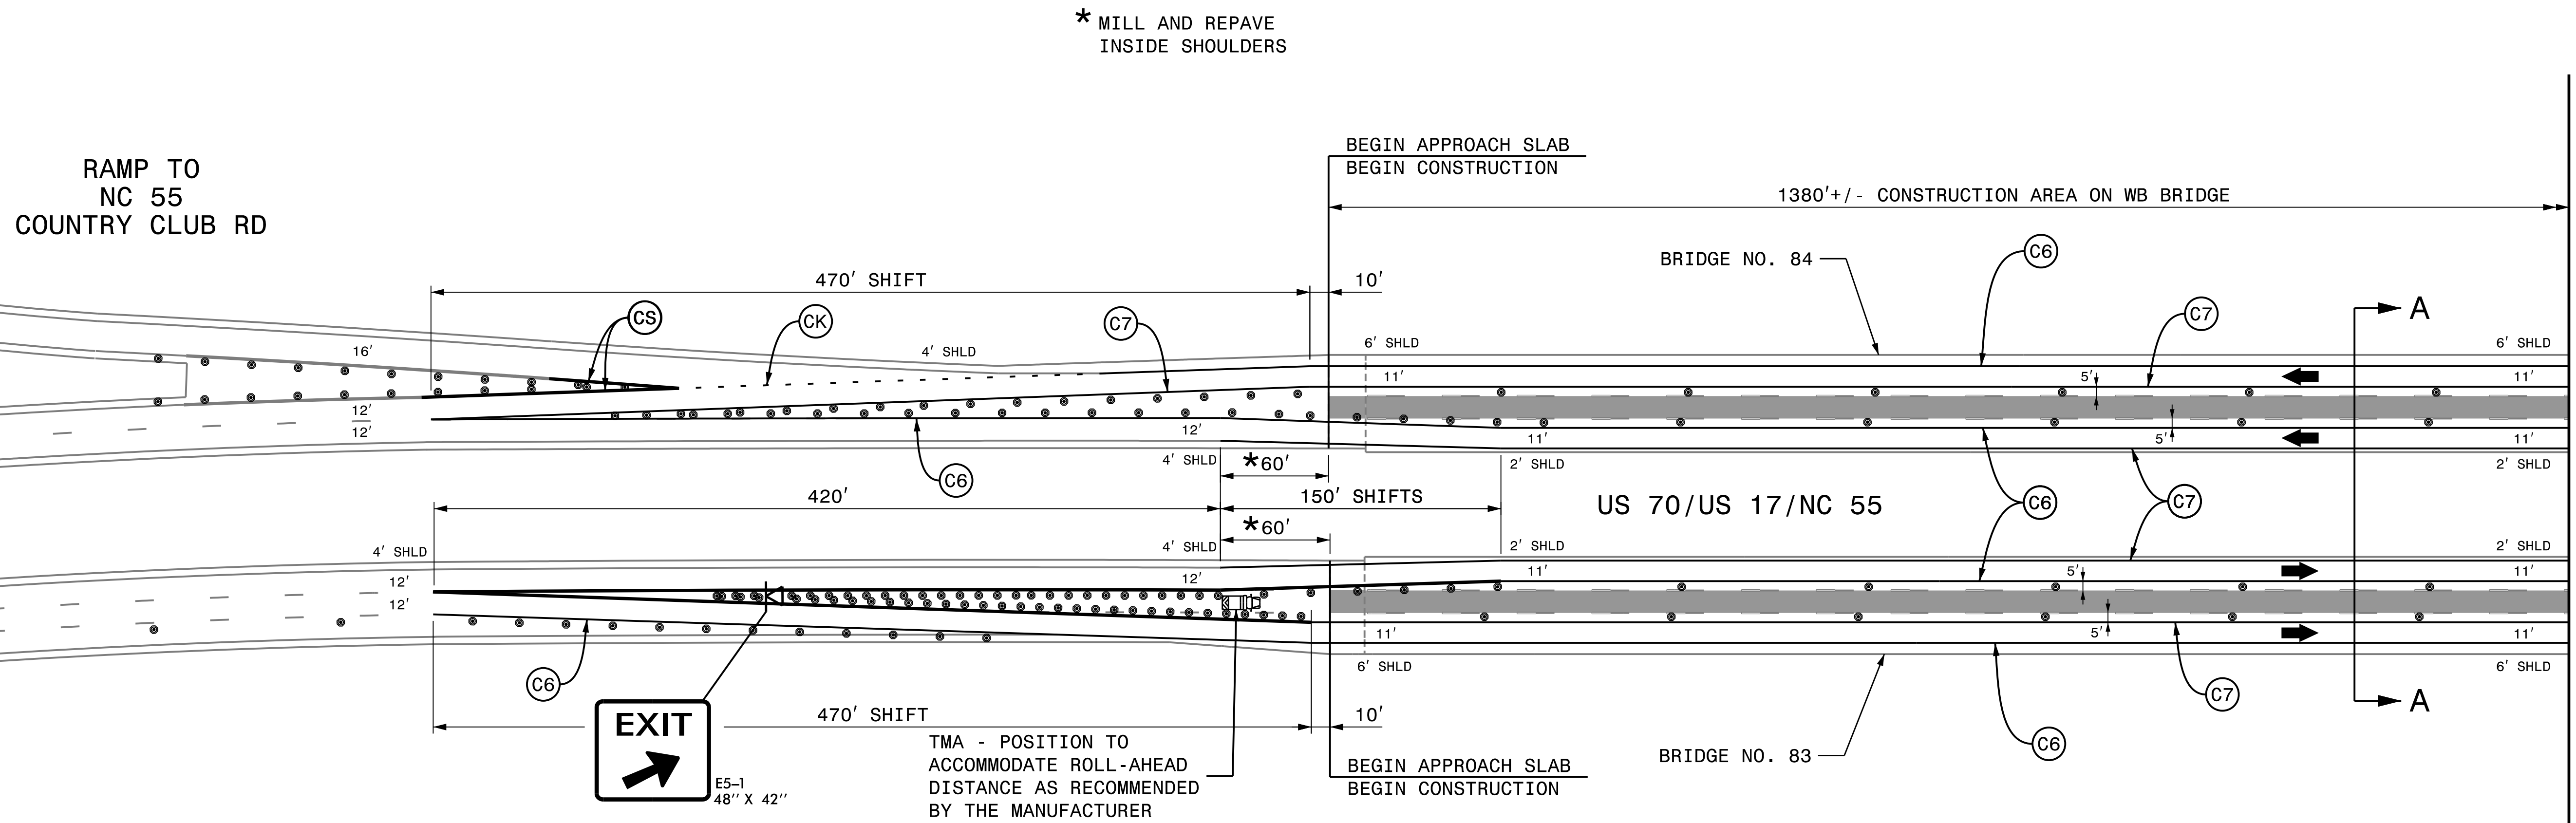 * MILL AND REPAVE
INSIDE SHOULDERS
RAMP TO
NC 55
COUNTRY CLUB RD
BEGIN APPROACH SLAB
BEGIN CONSTRUCTION
1380'+/- CONSTRUCTION AREA ON WB BRIDGE
BRIDGE NO. 84
C6
470' SHIFT
10'
CS
CK
C7
C7
A
16'
4' SHLD
6' SHLD
6' SHLD
11'
5'
11'
12'
12'
12'
11'
5'
11'
4' SHLD
*60'
2' SHLD
2' SHLD
C6
420'
150' SHIFTS
US 70/US 17/NC 55
C6
C7
*60'
4' SHLD
4' SHLD
2' SHLD
2' SHLD
12'
12'
11'
5'
11'
12'
11'
5'
11'
6' SHLD
6' SHLD
C6
C7
A
EXIT
E5-1
48" X 42"
470' SHIFT
10'
TMA - POSITION TO
ACCOMMODATE ROLL-AHEAD
DISTANCE AS RECOMMENDED
BY THE MANUFACTURER
BEGIN APPROACH SLAB
BEGIN CONSTRUCTION
BRIDGE NO. 83
C6